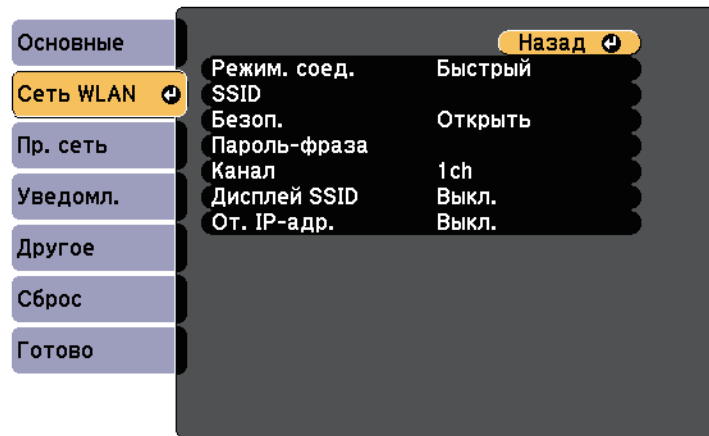 Основные
Сеть WLAN
Пр. сеть
Уведомл.
Другое
Сброс
Готово
Назад
Режим. соед. Быстрый
SSID
Безоп. Открыть
Пароль-фраза
Канал 1ch
Дисплей SSID Выкл.
От. IP-адр. Выкл.